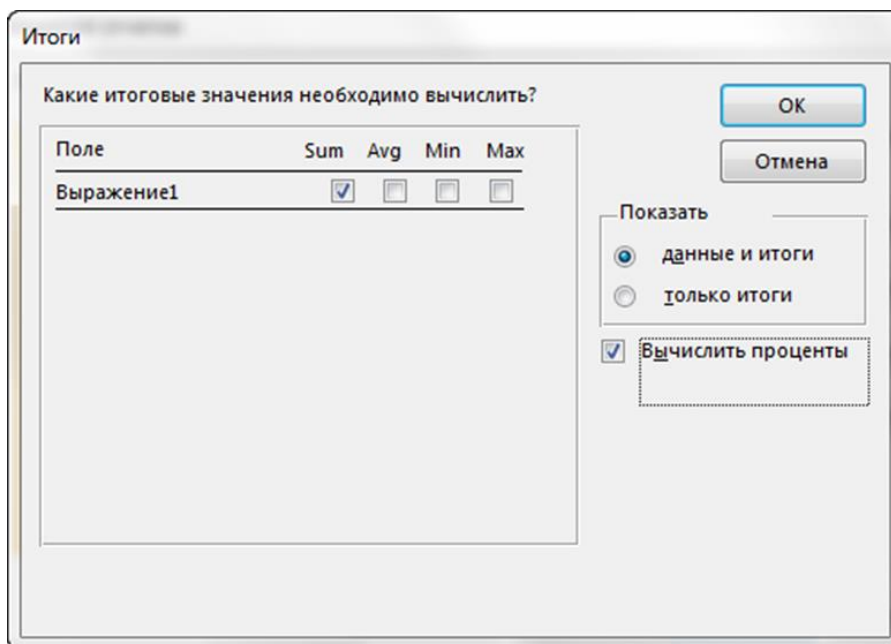 Итоги
Какие итоговые значения необходимо вычислить?
Поле Sum Avg Min Max
Выражение1
ОК
Отмена
Показать
данные и итоги
только итоги
Вычислить проценты